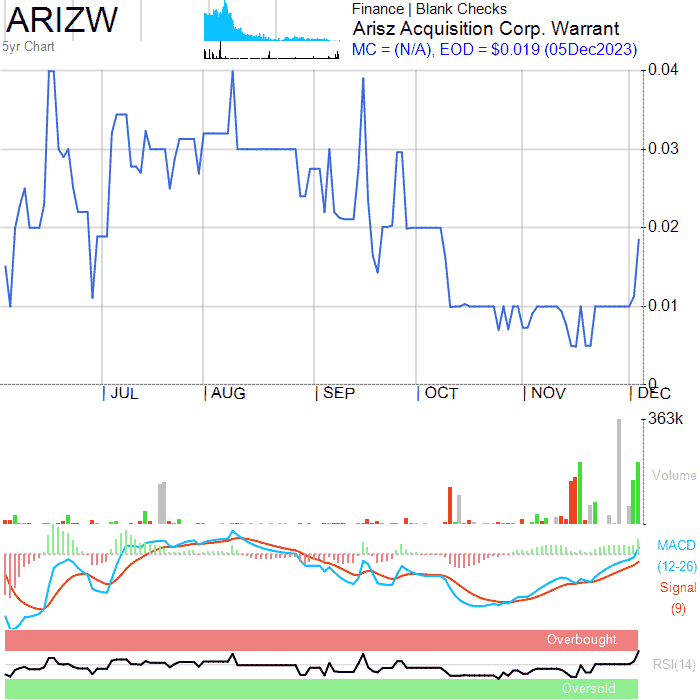 ARIZW
5yr Chart
Finance | Blank Checks
Arisz Acquisition Corp. Warrant
MC = (N/A), EOD = $0.019 (05Dec2023)
0.04
0.03
0.02
0.01
0
JUL AUG SEP OCT NOV DEC
363k
Volume
MACD
(12-26)
Signal
(9)
Overbought
RSI(14)
Oversold